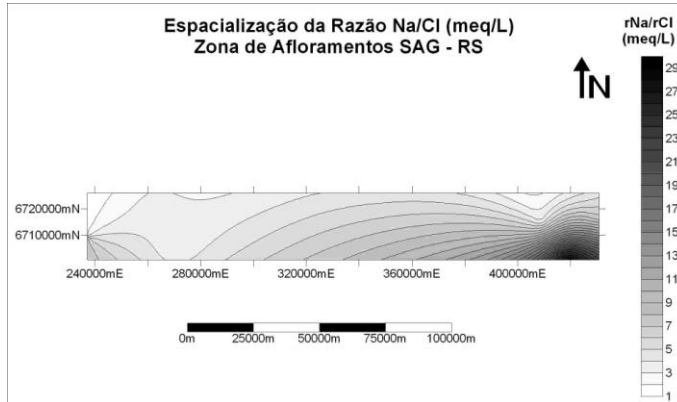 Espacialização da Razão Na/Cl (meq/L)
Zona de Afloramentos SAG - RS
rNa/rCl
(meq/L)
N
29
27
25
23
21
19
17
15
13
11
9
7
5
3
1
6720000mN
6710000mN
240000mE 280000mE 320000mE 360000mE 400000mE
0m 25000m 50000m 75000m 100000m